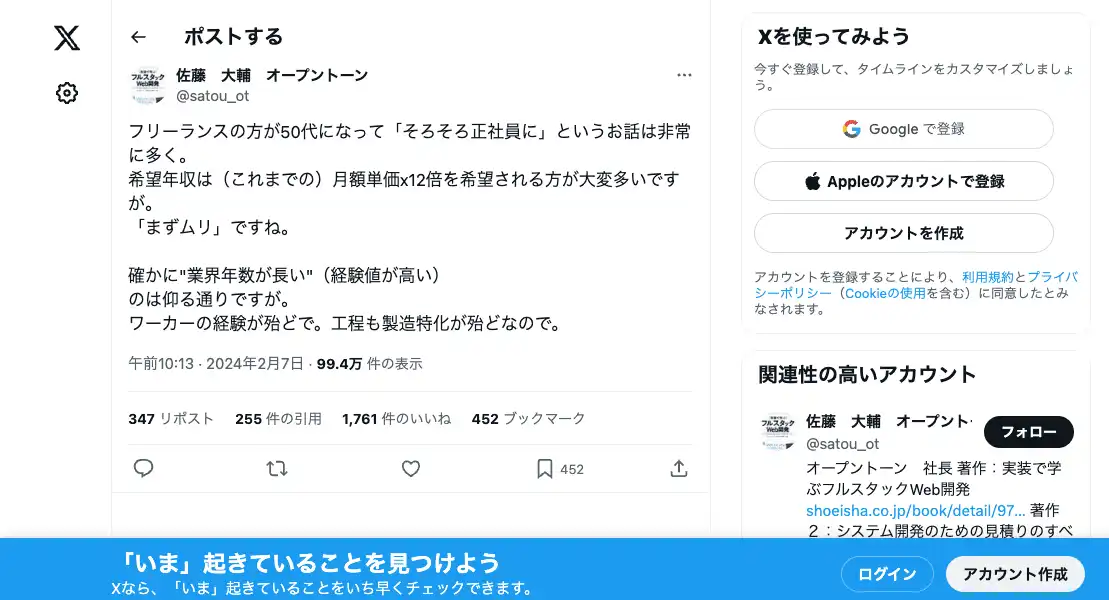 ポストする
佐藤　大輔　オープントーン
@satou_ot
フリーランスの方が50代になって「そろそろ正社員に」というお話は非常
に多く。
希望年収は（これまでの）月額単価x12倍を希望される方が大変多いです
が。
「まずムリ」ですね。
確かに"業界年数が長い"（経験値が高い）
のは仰る通りですが。
ワーカーの経験が殆どで。工程も製造特化が殆どなので。
午前10:13 · 2024年2月7日 · 99.4万 件の表示
347 リポスト 255 件の引用 1,761 件のいいね 452 ブックマーク
452
Xを使ってみよう
今すぐ登録して、タイムラインをカスタマイズしましょ
う。
Google で登録
Appleのアカウントで登録
アカウントを作成
アカウントを登録することにより、利用規約とプライバ
シーポリシー（Cookieの使用を含む）に同意したとみ
なされます。
関連性の高いアカウント
フルスタック
Web開発
佐藤　大輔　オープント
@satou_ot
フォロー
オープントーン　社長 著作：実装で学
ぶフルスタックWeb開発
shoeisha.co.jp/book/detail/97... 著作
２：システム開発のための見積りのすべ
「いま」起きていることを見つけよう
Xなら、「いま」起きていることをいち早くチェックできます。
ログイン
アカウント作成